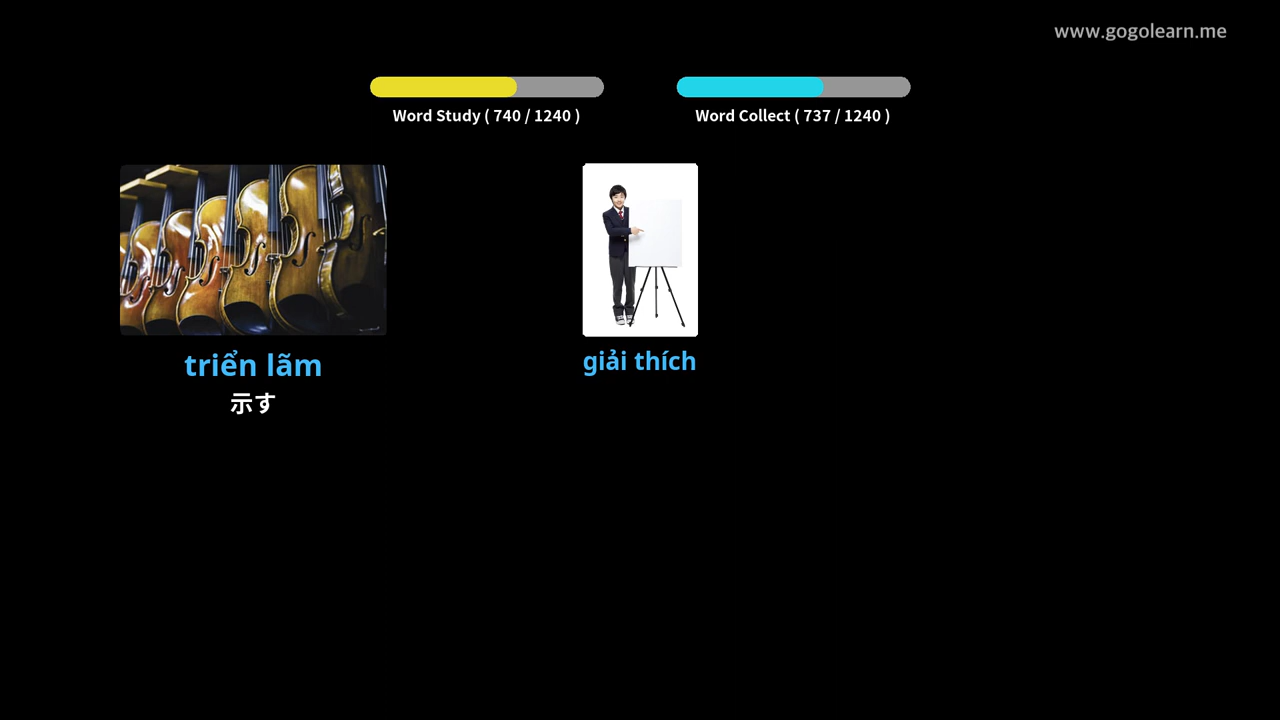 www.gogolearn.me
Word Study ( 740 / 1240 )
Word Collect ( 737 / 1240 )
triển lãm
示す
giải thích